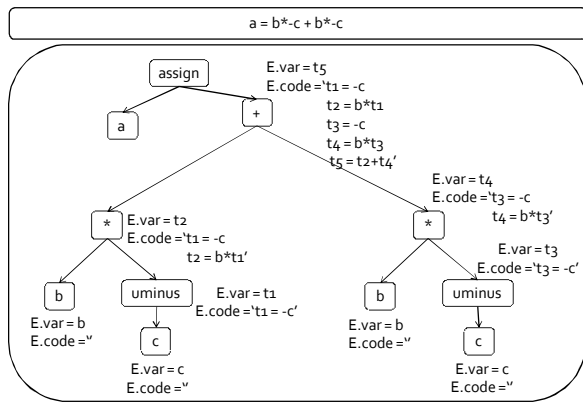 a = b*-c + b*-c
assign
E.var = t5
E.code =‘t1 = -c
t2 = b*t1
t3 = -c
t4 = b*t3
t5 = t2+t4’
a
+
*
E.var = t2
E.code =‘t1 = -c
t2 = b*t1’
E.var = t4
E.code =‘t3 = -c
t4 = b*t3’
*
b
E.var = b
E.code =‘’
uminus
E.var = t1
E.code =‘t1 = -c’
c
E.var = c
E.code =‘’
b
E.var = b
E.code =‘’
uminus
E.var = t3
E.code =‘t3 = -c’
c
E.var = c
E.code =‘’